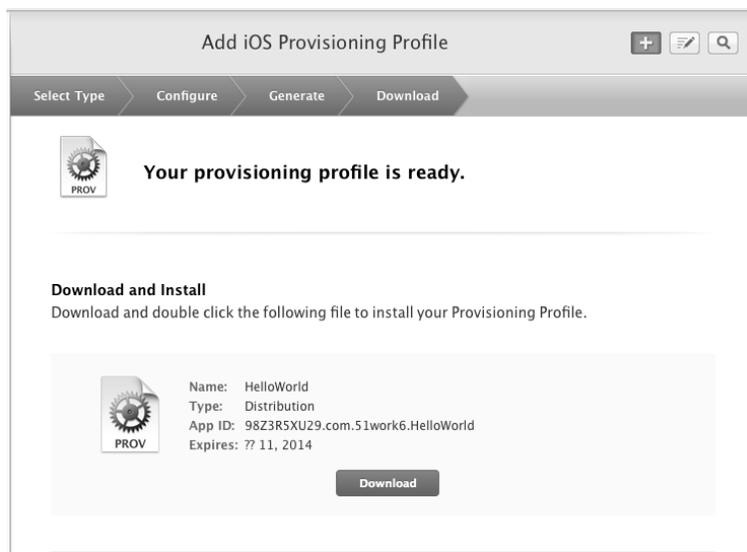 Add iOS Provisioning Profile
Select Type Configure Generate Download
PROV
Your provisioning profile is ready.
Download and Install
Download and double click the following file to install your Provisioning Profile.
PROV
Name: HelloWorld
Type: Distribution
App ID: 98Z3R5XU29.com.51work6.HelloWorld
Expires: ?? 11, 2014
Download